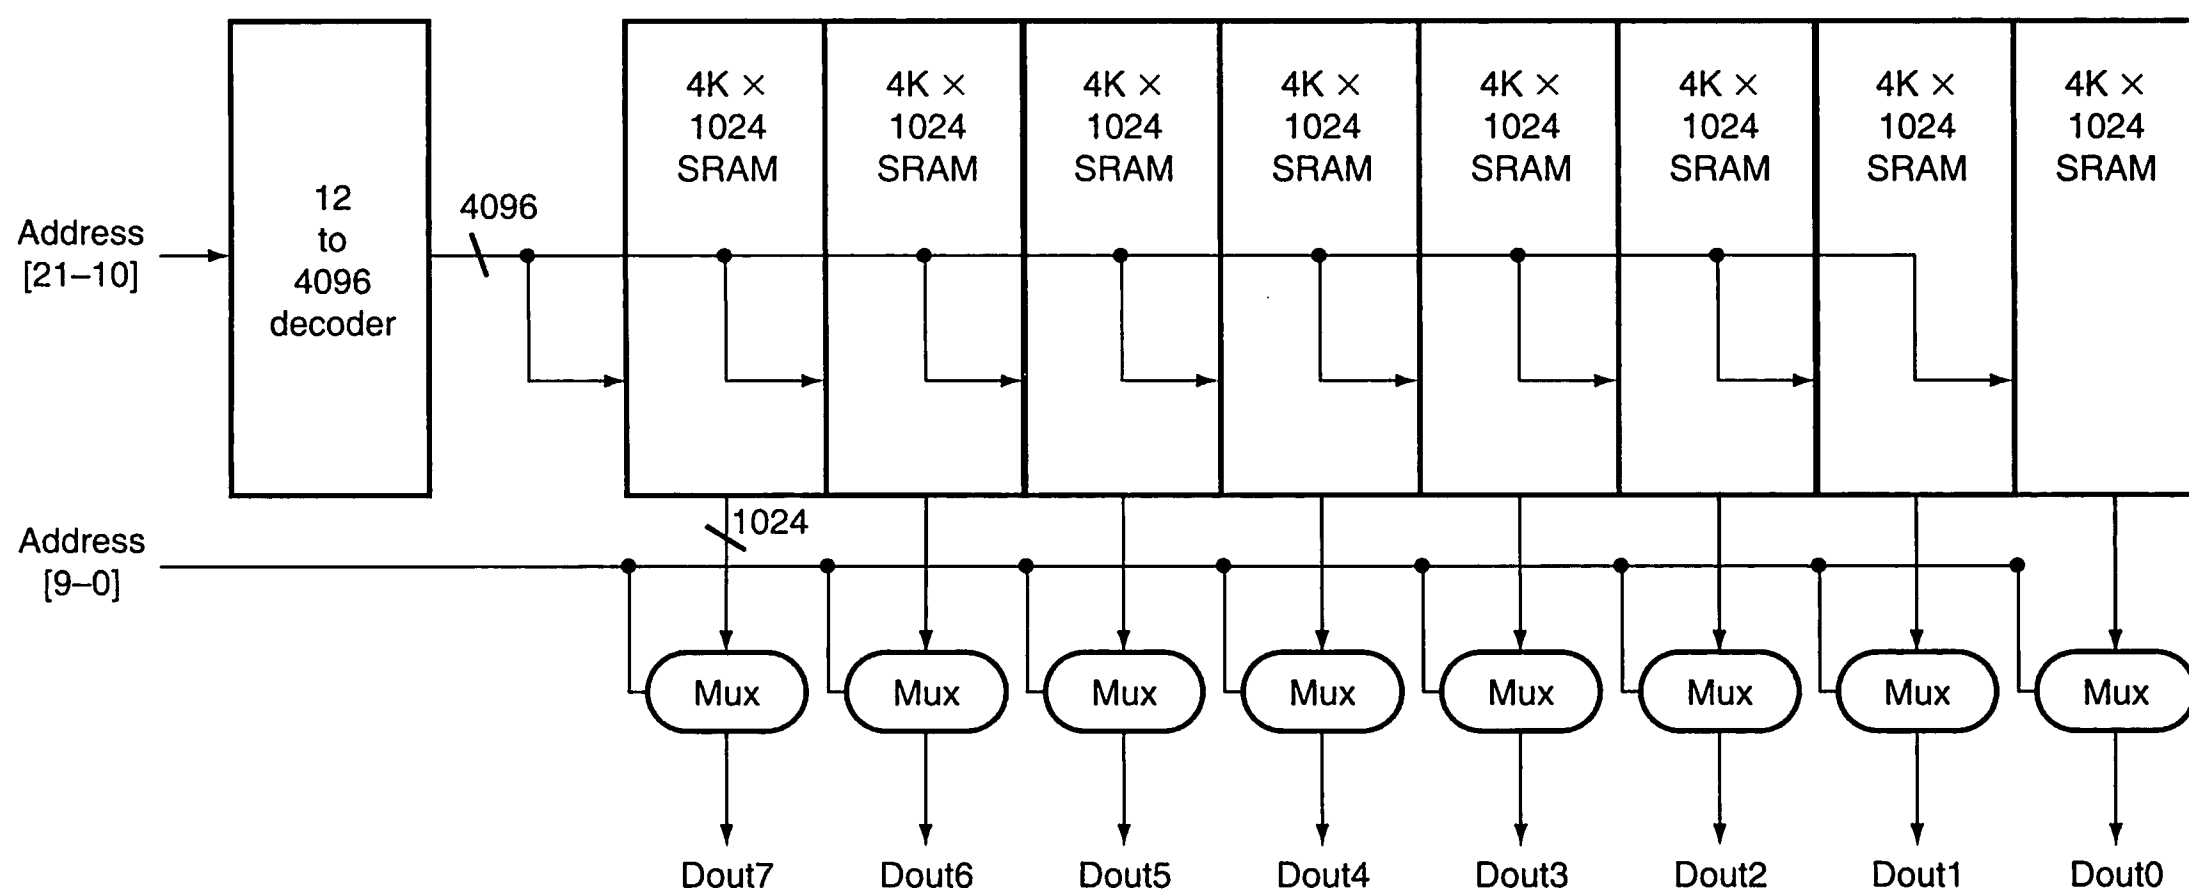 4K ×
1024
SRAM
4K ×
1024
SRAM
4K ×
1024
SRAM
4K ×
1024
SRAM
4K ×
1024
SRAM
4K ×
1024
SRAM
4K ×
1024
SRAM
4K ×
1024
SRAM
12
to
4096
decoder
4096
Address
[21–10]
1024
Address
[9–0]
Mux
Mux
Mux
Mux
Mux
Mux
Mux
Mux
Dout7
Dout6
Dout5
Dout4
Dout3
Dout2
Dout1
Dout0